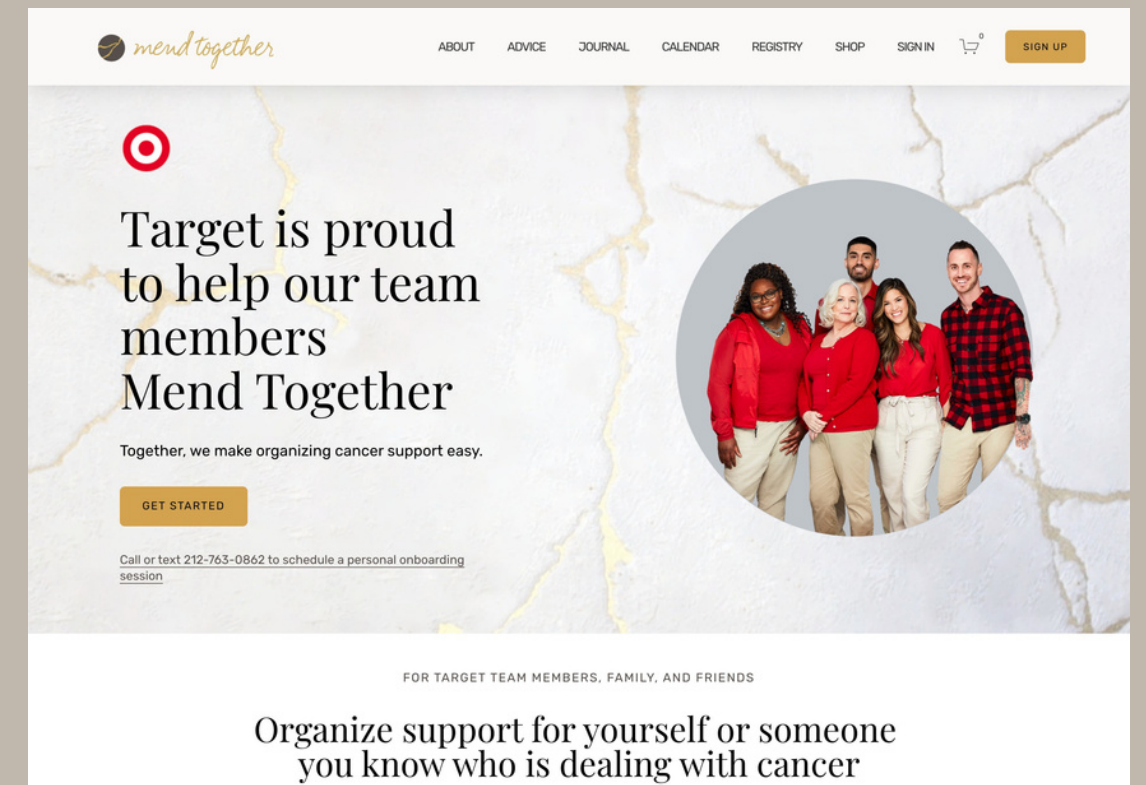 mend together
ABOUT ADVICE JOURNAL CALENDAR REGISTRY SHOP SIGN IN 0 SIGN UP
Target is proud
to help our team
members
Mend Together
Together, we make organizing cancer support easy.
GET STARTED
Call or text 212-763-0862 to schedule a personal onboarding
session
FOR TARGET TEAM MEMBERS, FAMILY, AND FRIENDS
Organize support for yourself or someone
you know who is dealing with cancer